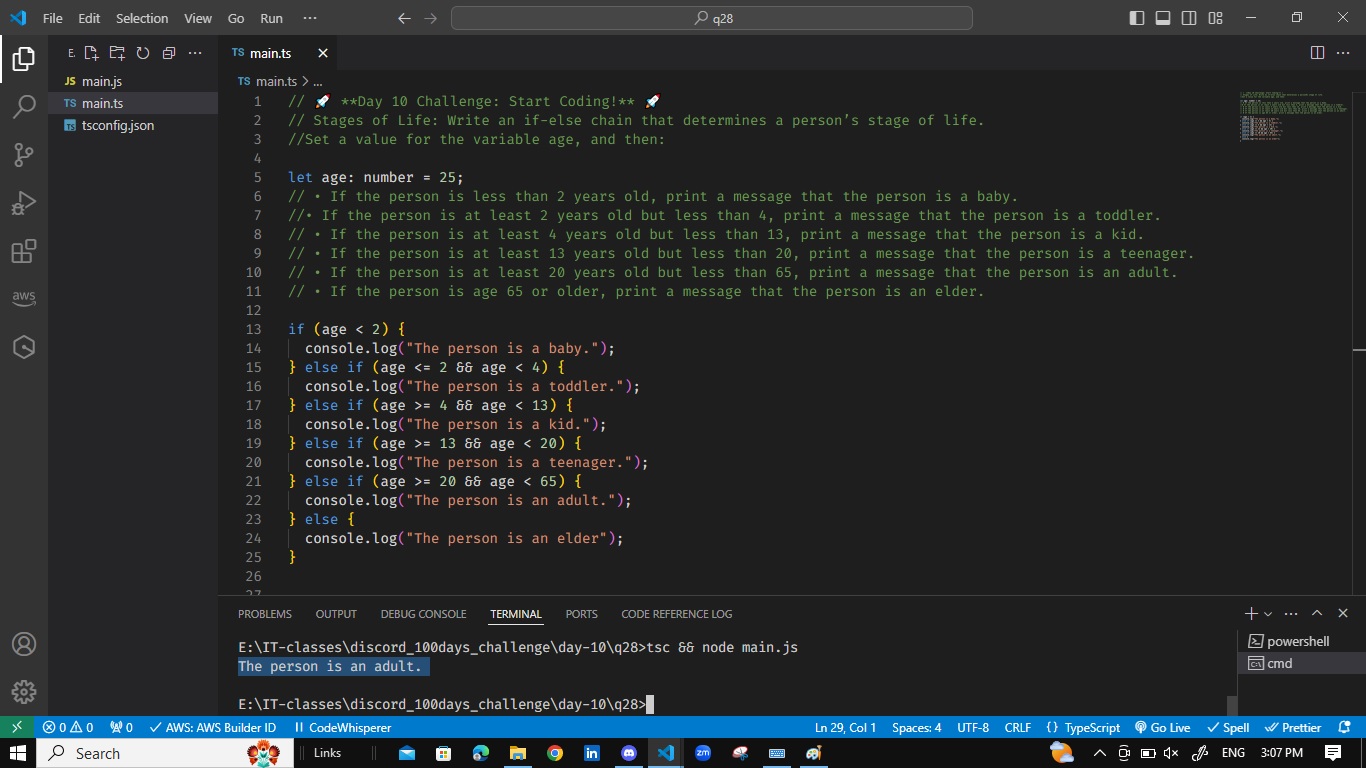 File Edit Selection View Go Run ···
q28
E.
JS main.js
TS main.ts
TS tsconfig.json
TS main.ts
TS main.ts > ...
1 // 🚀 **Day 10 Challenge: Start Coding!** 🚀
2 // Stages of Life: Write an if-else chain that determines a person’s stage of life.
3 //Set a value for the variable age, and then:
4
5 let age: number = 25;
6 // • If the person is less than 2 years old, print a message that the person is a baby.
7 //• If the person is at least 2 years old but less than 4, print a message that the person is a toddler.
8 // • If the person is at least 4 years old but less than 13, print a message that the person is a kid.
9 // • If the person is at least 13 years old but less than 20, print a message that the person is a teenager.
10 // • If the person is at least 20 years old but less than 65, print a message that the person is an adult.
11 // • If the person is age 65 or older, print a message that the person is an elder.
12
13 if (age < 2) {
14 console.log("The person is a baby.");
15 } else if (age <= 2 && age < 4) {
16 console.log("The person is a toddler.");
17 } else if (age >= 4 && age < 13) {
18 console.log("The person is a kid.");
19 } else if (age >= 13 && age < 20) {
20 console.log("The person is a teenager.");
21 } else if (age >= 20 && age < 65) {
22 console.log("The person is an adult.");
23 } else {
24 console.log("The person is an elder");
25 }
26
27
aws
PROBLEMS OUTPUT DEBUG CONSOLE TERMINAL PORTS CODE REFERENCE LOG
E:\IT-classes\discord_100days_challenge\day-10\q28>tsc && node main.js
The person is an adult.
E:\IT-classes\discord_100days_challenge\day-10\q28>
powershell
cmd
0 0 0 AWS: AWS Builder ID CodeWhisperer Ln 29, Col 1 Spaces: 4 UTF-8 CRLF {} TypeScript Go Live Spell Prettier
Search Links ENG 3:07 PM